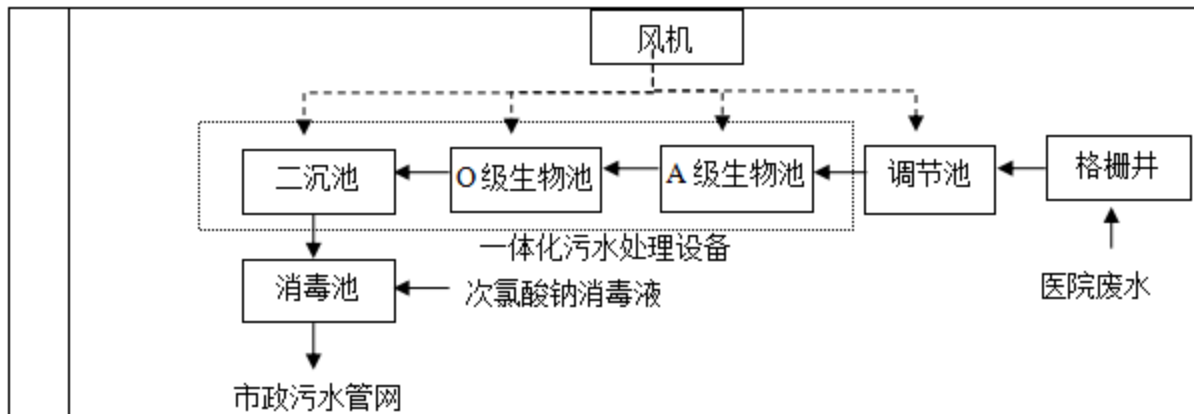 风机
二沉池
O级生物池
A级生物池
调节池
格栅井
一体化污水处理设备
消毒池
次氯酸钠消毒液
医院废水
市政污水管网